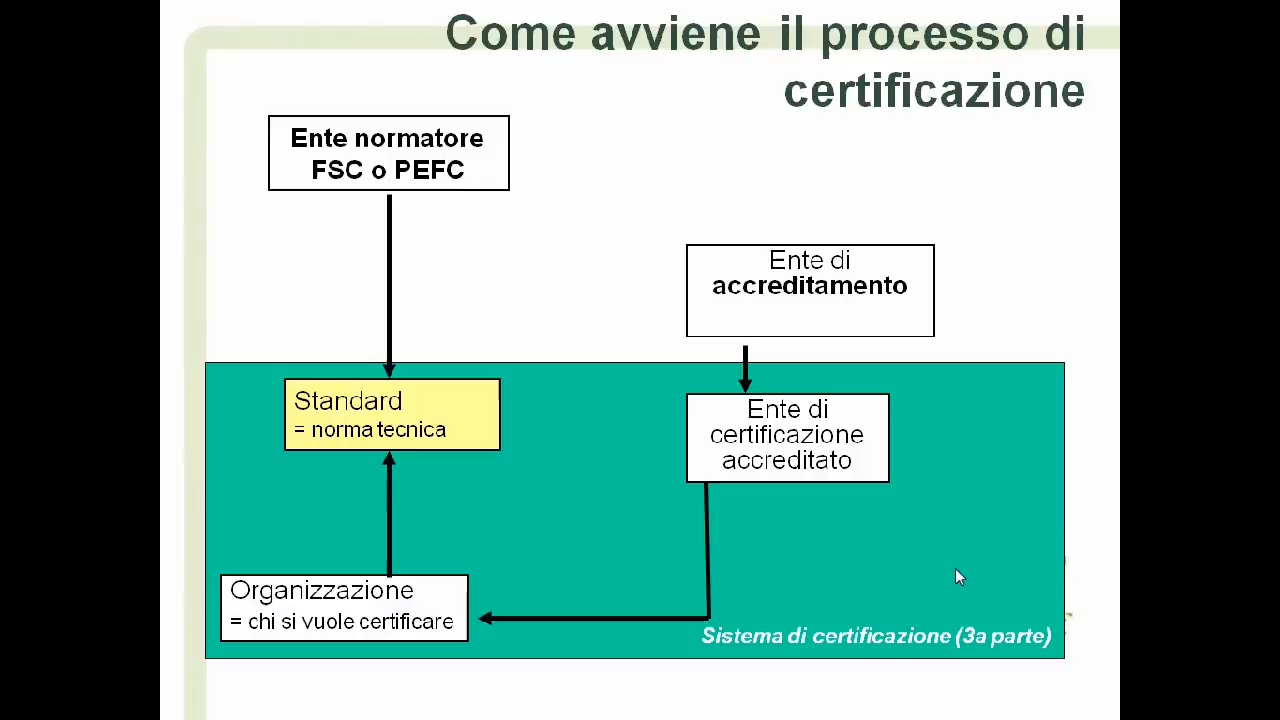 Come avviene il processo di
certificazione
Ente normatore
FSC o PEFC
Ente di
accreditamento
Standard
= norma tecnica
Ente di
certificazione
accreditato
Organizzazione
= chi si vuole certificare
Sistema di certificazione (3a parte)